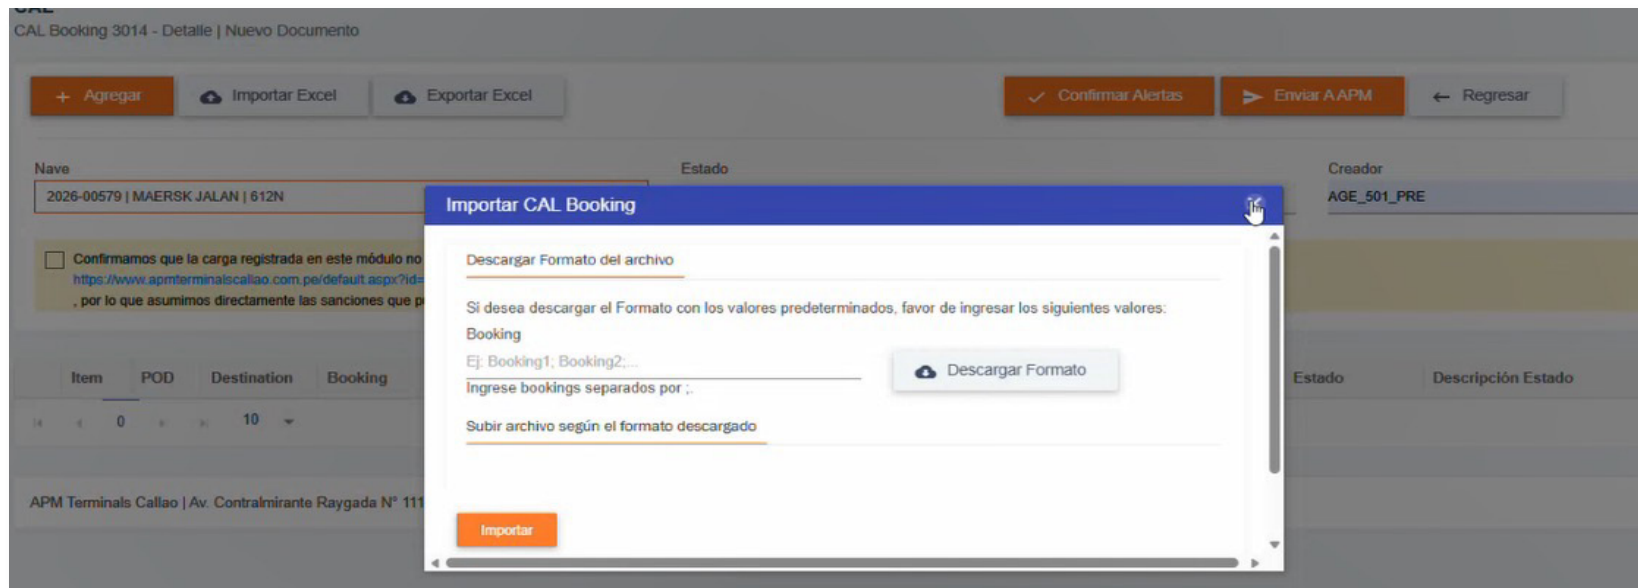 CAL
CAL Booking 3014 - Detalle | Nuevo Documento
+ Agregar
Importar Excel
Exportar Excel
Confirmar Alertas
Enviar A APM
Regresar
Nave
Estado
Creador
2026-00579 | MAERSK JALAN | 612N
AGE_501_PRE
Importar CAL Booking
Confirmamos que la carga registrada en este módulo no
https://www.apmterminalscallao.com.pe/default.aspx?id=
, por lo que asumimos directamente las sanciones que
Descargar Formato del archivo
Si desea descargar el Formato con los valores predeterminados, favor de ingresar los siguientes valores:
Booking
Ej: Booking1; Booking2;...
Descargar Formato
Ingrese bookings separados por ;.
Subir archivo según el formato descargado
Importar
Item POD Destination Booking
Estado Descripción Estado
0 10
APM Terminals Callao | Av. Contralmirante Raygada N° 111